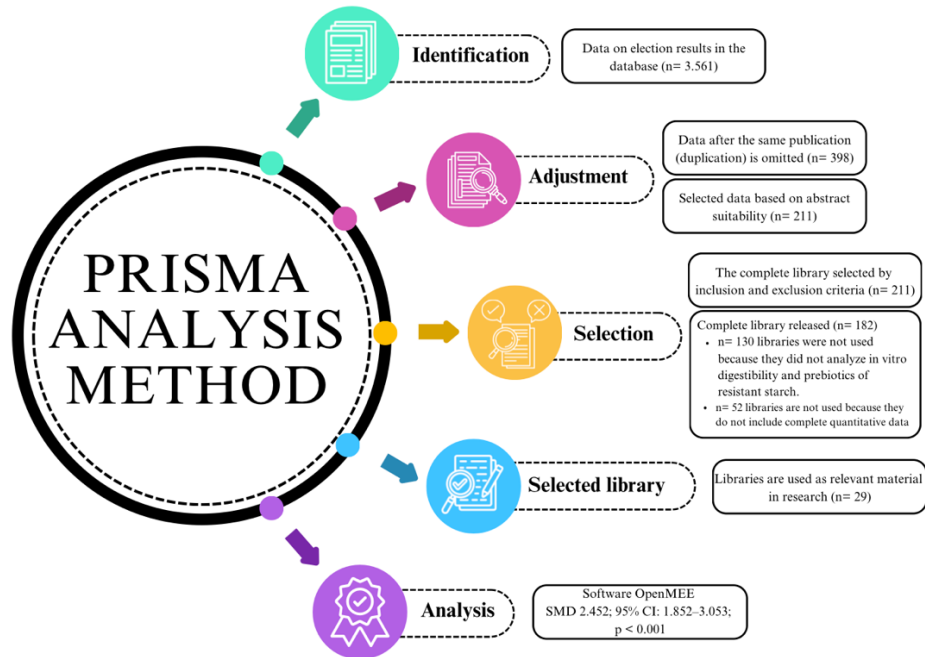 PRISMA
ANALYSIS
METHOD
Identification
Data on election results in the
database (n= 3.561)
Adjustment
Data after the same publication
(duplication) is omitted (n= 398)
Selected data based on abstract
suitability (n= 211)
Selection
The complete library selected by
inclusion and exclusion criteria (n= 211)
Complete library released (n= 182)
• n= 130 libraries were not used
because they did not analyze in vitro
digestibility and prebiotics of
resistant starch.
• n= 52 libraries are not used because they
do not include complete quantitative data
Selected library
Libraries are used as relevant material
in research (n= 29)
Analysis
Software OpenMEE
SMD 2.452; 95% CI: 1.852–3.053;
p < 0.001